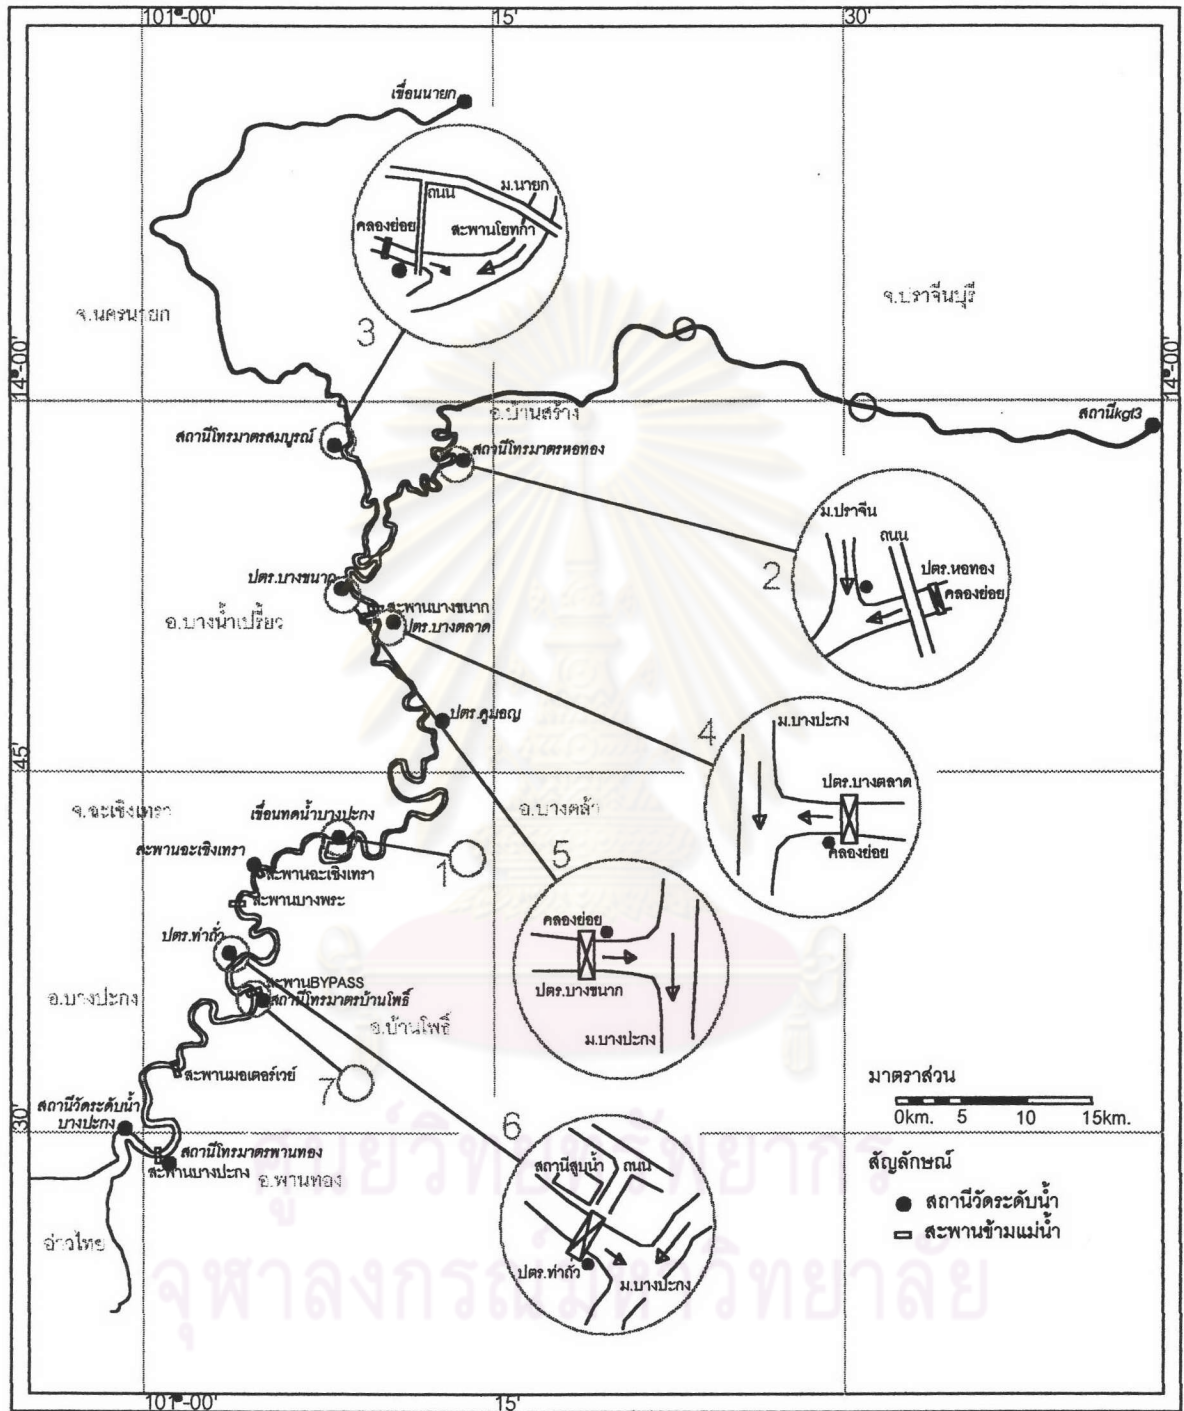 101°-00'
15'
30'
เขื่อนนายก
ถนน
ม.นายก
คลองย่อย
สะพานโยทกา
จ.นครนายก
3
จ.ปราจีนบุรี
14°-00'
14°-00'
อ.บ้านสร้าง
สถานีkgt3
สถานีโทรมาตรสมบูรณ์
สถานีโทรมาตรหอทอง
ม.ปราจีน
ถนน
2
ปตร.หอทอง
คลองย่อย
ปตร.บางขนาก
สะพานบางขนาก
ปตร.บางตลาด
อ.บางน้ำเปรี้ยว
ปตร.คูมอญ
4
ม.บางปะกง
ปตร.บางตลาด
คลองย่อย
45'
จ.ฉะเชิงเทรา
เขื่อนทดน้ำบางปะกง
อ.บางคล้า
สะพานฉะเชิงเทรา
สะพานฉะเชิงเทรา
1
5
สะพานบางพระ
คลองย่อย
ปตร.บางขนาก
ม.บางปะกง
ปตร.ท่าถั่ว
สะพานBYPASS
สถานีโทรมาตรบ้านโพธิ์
อ.บางปะกง
อ.บ้านโพธิ์
สะพานมอเตอร์เวย์
7
มาตราส่วน
0km. 5 10 15km.
สถานีวัดระดับน้ำ
บางปะกง
30'
6
สถานีโทรมาตรพานทอง
สะพานบางปะกง
อ.พานทอง
สัญลักษณ์
สถานีวัดระดับน้ำ
สะพานข้ามแม่น้ำ
สถานีสูบน้ำ
ถนน
ปตร.ท่าถั่ว
ม.บางปะกง
อ่าวไทย
ศูนย์วิทยทรัพยากร
จุฬาลงกรณ์มหาวิทยาลัย
101°-00'
15'